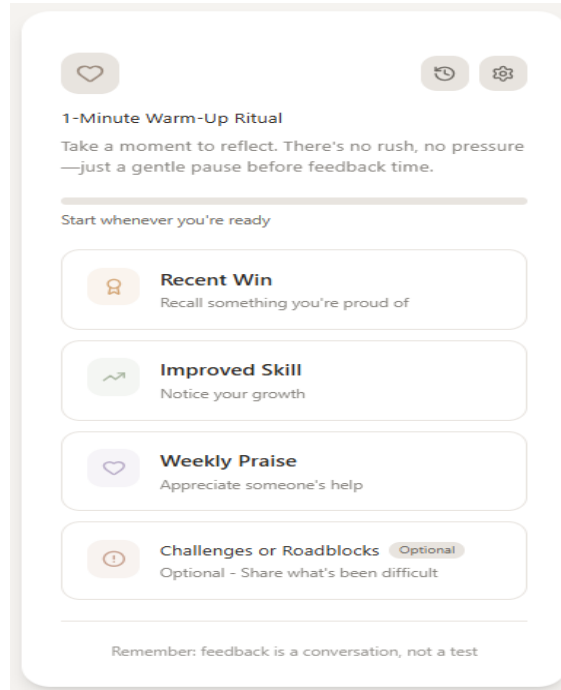 1-Minute Warm-Up Ritual
Take a moment to reflect. There's no rush, no pressure
—just a gentle pause before feedback time.
Start whenever you're ready
Recent Win
Recall something you're proud of
Improved Skill
Notice your growth
Weekly Praise
Appreciate someone's help
Challenges or Roadblocks Optional
Optional - Share what's been difficult
Remember: feedback is a conversation, not a test